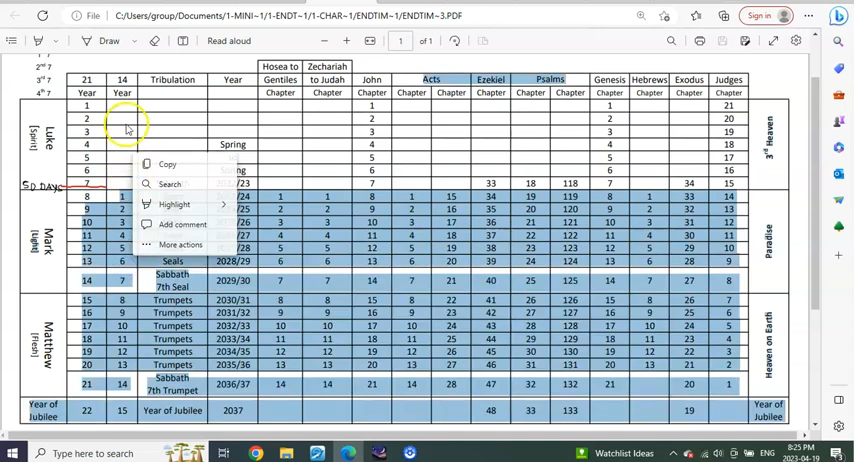 File | C:/Users/group/Documents/1-MINI~1/1-ENDT~1/1-CHAR~1/ENDTIM~1/ENDTIM~3.PDF
Sign in
Draw
Read aloud
1 of 1
2nd 7 Hosea to Zechariah
3rd 7 21 14 Tribulation Year Gentiles to Judah John Acts Ezekiel Psalms Genesis Hebrews Exodus Judges
4th 7 Year Year Chapter Chapter Chapter Chapter Chapter Chapter Chapter Chapter Chapter Chapter Chapter Chapter
1 1 1 21
2 2 2 20
3 3 3 19
4 Spring 4 4 18
5 5 5 17
6 Spring 6 6 16
50 DAYS 7 2022/23 7 33 18 118 7 34 15
8 1 /24 1 1 8 1 15 34 19 119 8 1 33 14
9 2 /25 2 2 9 2 16 35 20 120 9 2 32 13
10 3 /26 3 3 10 3 17 36 21 121 10 3 31 12
11 4 /27 4 4 11 4 18 37 22 122 11 4 30 11
12 5 /28 5 5 12 5 19 38 23 123 12 5 29 10
13 6 Seals 2028/29 6 6 13 6 20 39 24 124 13 6 28 9
14 7 Sabbath 7th Seal 2029/30 7 7 14 7 21 40 25 125 14 7 27 8
15 8 Trumpets 2030/31 8 8 15 8 22 41 26 126 15 8 26 7
16 9 Trumpets 2031/32 9 9 16 9 23 42 27 127 16 9 25 6
17 10 Trumpets 2032/33 10 10 17 10 24 43 28 128 17 10 24 5
18 11 Trumpets 2033/34 11 11 18 11 25 44 29 129 18 11 23 4
19 12 Trumpets 2034/35 12 12 19 12 26 45 30 130 19 12 22 3
20 13 Trumpets 2035/36 13 13 20 13 27 46 31 131 20 13 21 2
21 14 Sabbath 7th Trumpet 2036/37 14 14 21 14 28 47 32 132 21 20 1
Year of Jubilee 22 15 Year of Jubilee 2037 48 33 133 19 Year of Jubilee
Luke
[Spirit]
Mark
[Light]
Matthew
[Flesh]
3rd Heaven
Paradise
Heaven on Earth
Copy
Search
Highlight
Add comment
More actions
Type here to search
Watchlist Ideas
ENG
8:25 PM
2023-04-19